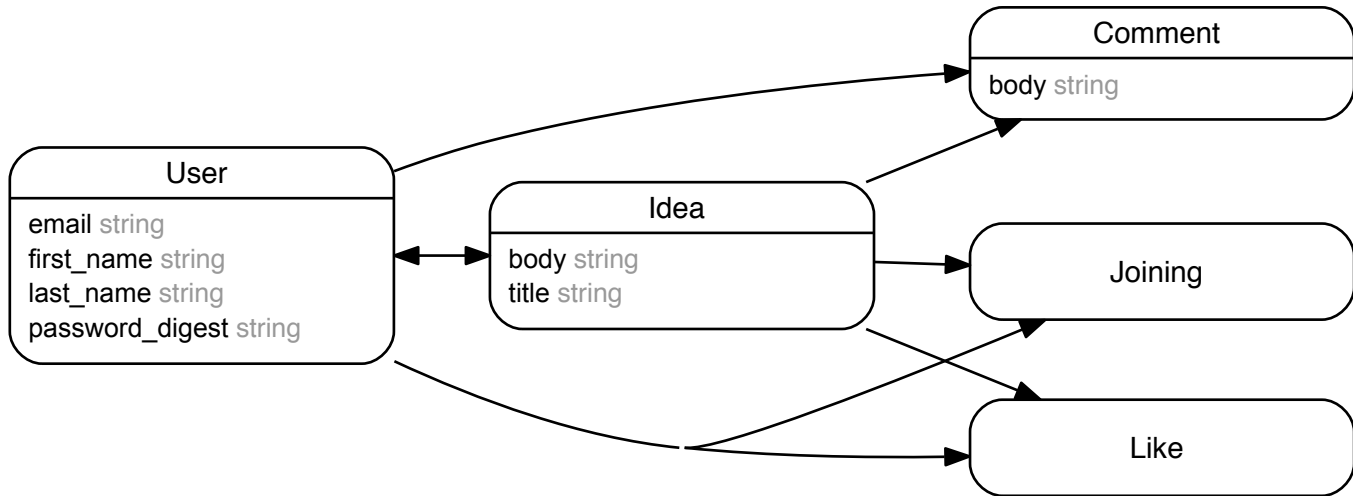 User
email string
first_name string
last_name string
password_digest string
Idea
body string
title string
Comment
body string
Joining
Like